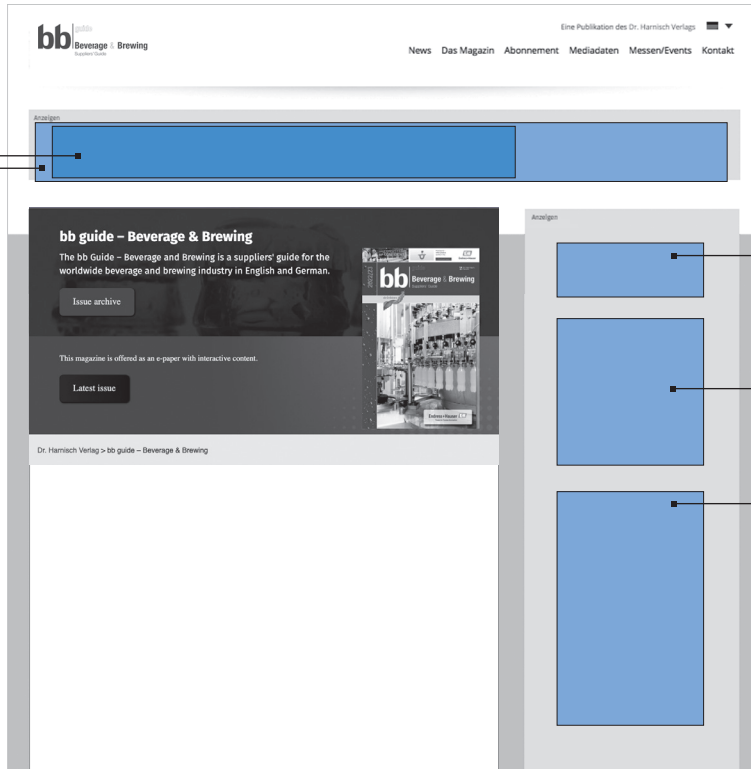 bb guide
Beverage & Brewing
Suppliers' Guide
Eine Publikation des Dr. Harnisch Verlags
News Das Magazin Abonnement Mediadaten Messen/Events Kontakt
Anzeigen
bb guide – Beverage & Brewing
The bb Guide – Beverage and Brewing is a suppliers' guide for the
worldwide beverage and brewing industry in English and German.
Issue archive
This magazine is offered as an e-paper with interactive content.
Latest issue
bb
Beverage & Brewing
Suppliers' Guide
Endress+Hauser
Dr. Harnisch Verlag > bb guide – Beverage & Brewing
Anzeigen